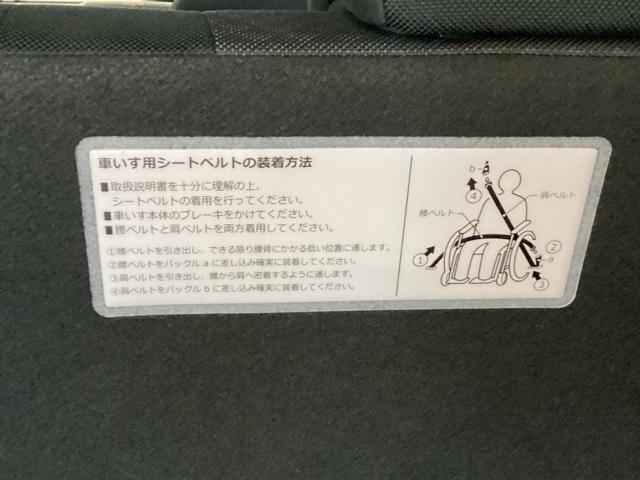 車いす用シートベルトの装着方法
■取扱説明書を十分に理解の上、
シートベルトの着用を行ってください。
■車いす本体のブレーキをかけてください。
■腰ベルトと肩ベルトを両方着用してください。
①腰ベルトを引き出し、できる限り腰骨にかかる低い位置に通します。
②腰ベルトをバックル a に差し込み確実に装着してください。
③肩ベルトを引き出し、腰から肩へ密着するように通します。
④肩ベルトをバックル b に差し込み確実に装着してください。
b
④
肩ベルト
腰ベルト
①
②
a
③